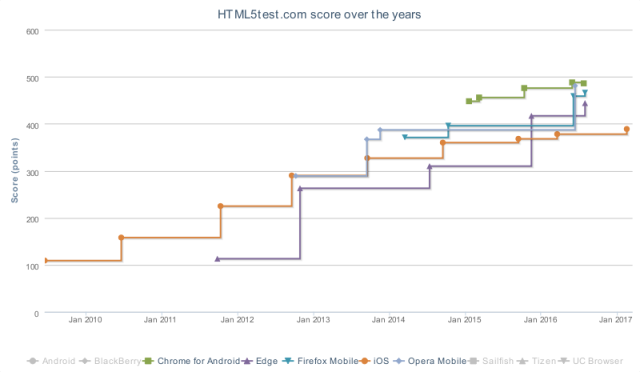 HTML5test.com score over the years
600
500
400
300
200
100
0
Score (points)
Jan 2010 Jan 2011 Jan 2012 Jan 2013 Jan 2014 Jan 2015 Jan 2016 Jan 2017
Android BlackBerry Chrome for Android Edge Firefox Mobile iOS Opera Mobile Sailfish Tizen UC Browser